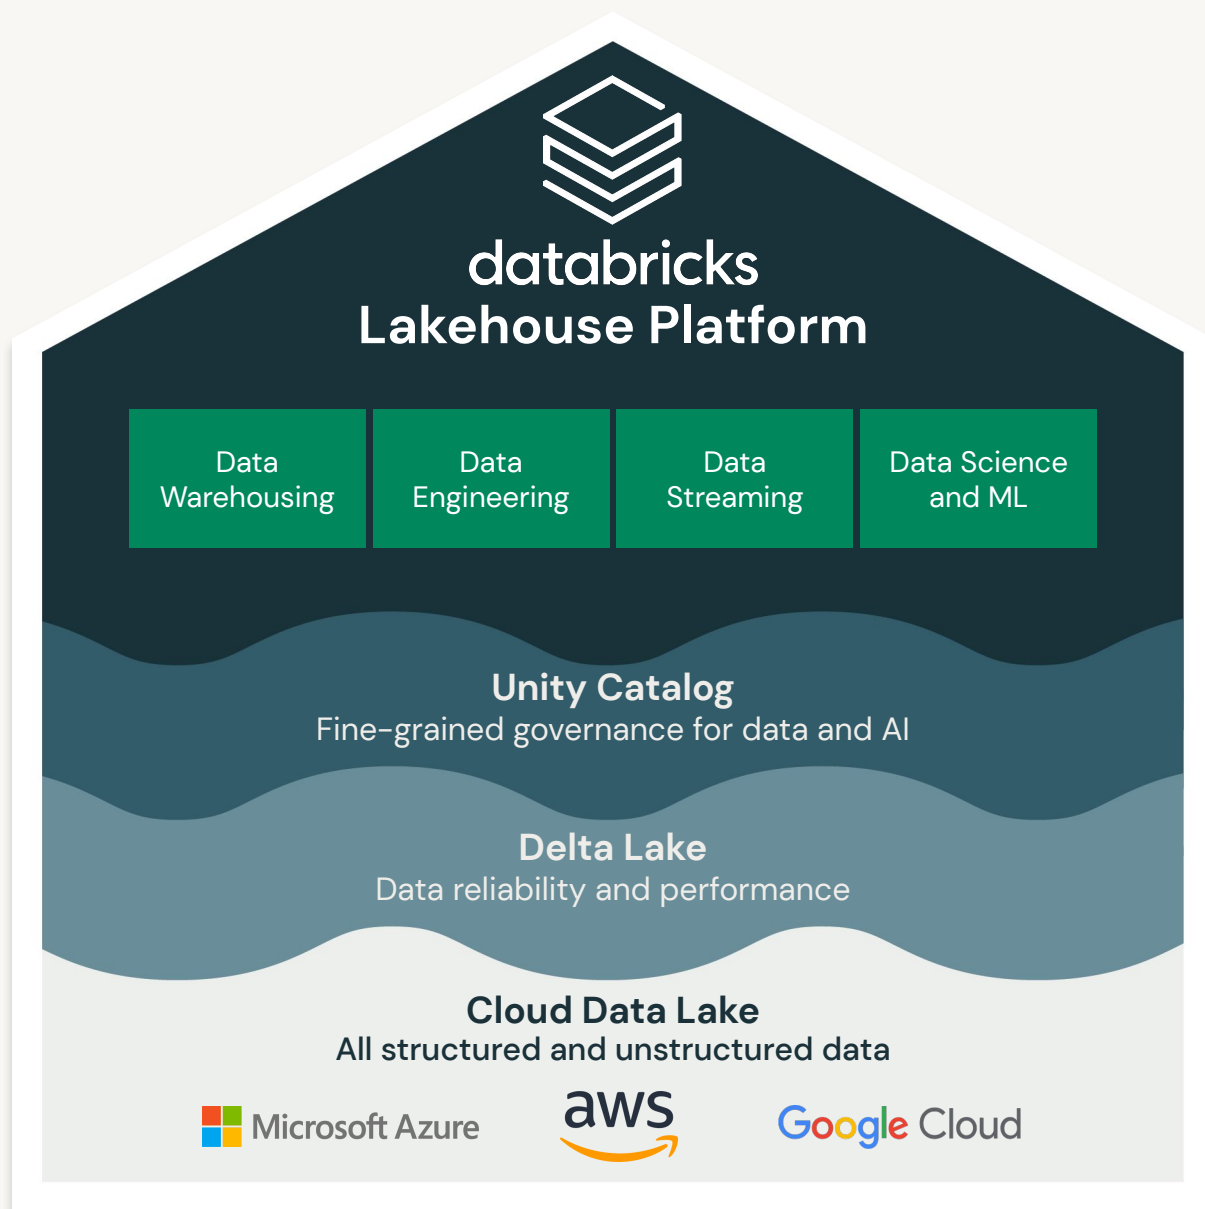 databricks
Lakehouse Platform
Data
Warehousing
Data
Engineering
Data
Streaming
Data Science
and ML
Unity Catalog
Fine-grained governance for data and AI
Delta Lake
Data reliability and performance
Cloud Data Lake
All structured and unstructured data
Microsoft Azure
aws
Google Cloud